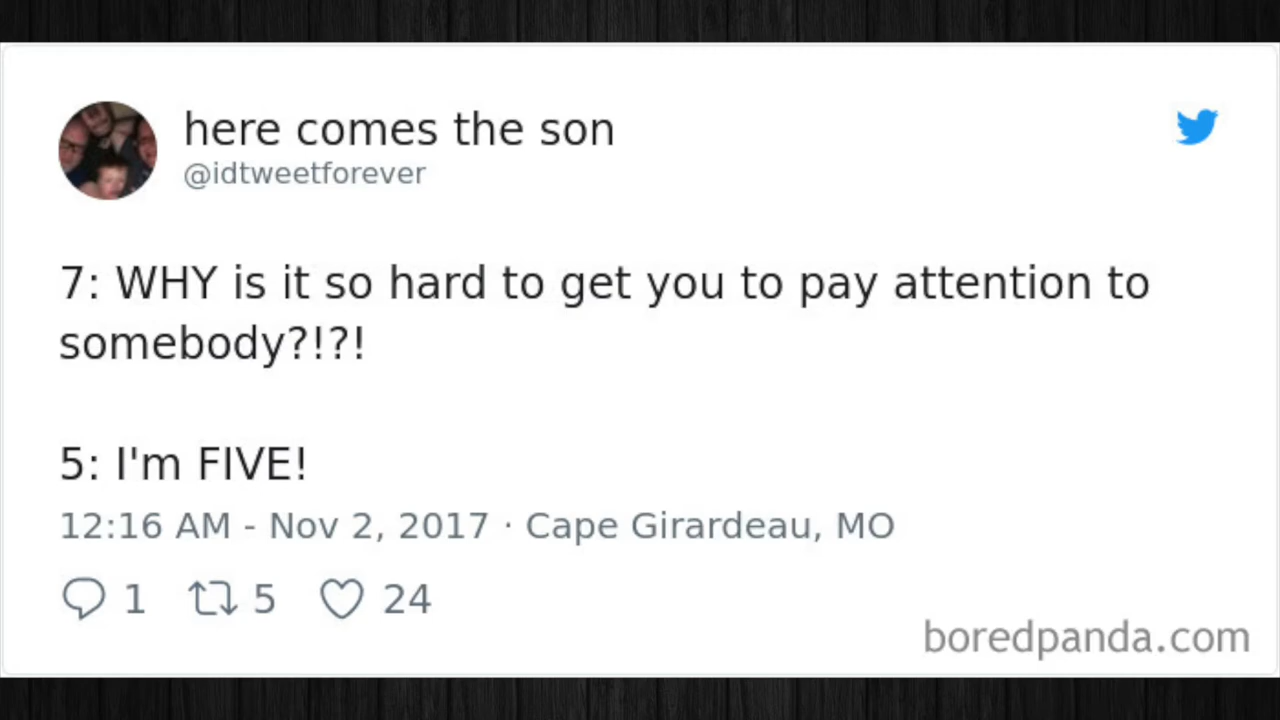 here comes the son
@idtweetforever
7: WHY is it so hard to get you to pay attention to
somebody?!?!
5: I'm FIVE!
12:16 AM - Nov 2, 2017 · Cape Girardeau, MO
1 5 24
boredpanda.com